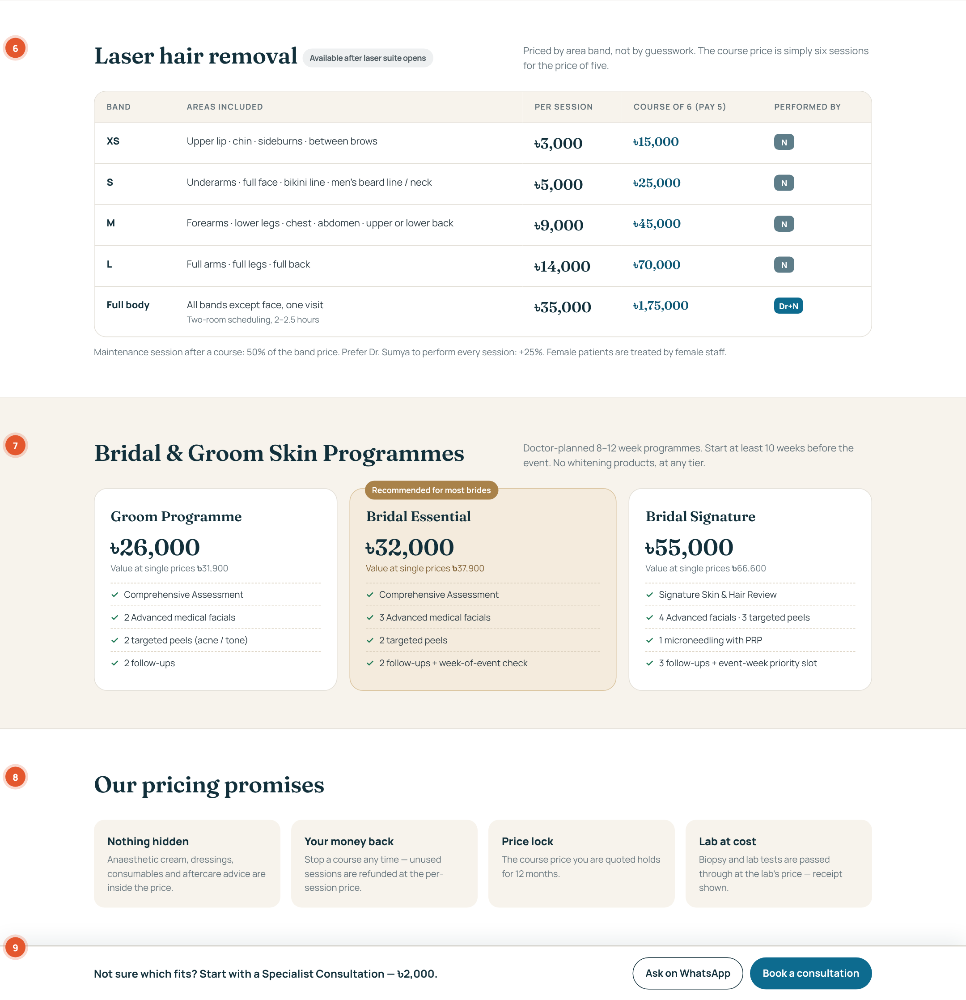 6
Laser hair removal
Available after laser suite opens
Priced by area band, not by guesswork. The course price is simply six sessions
for the price of five.
BAND AREAS INCLUDED PER SESSION COURSE OF 6 (PAY 5) PERFORMED BY
XS Upper lip · chin · sideburns · between brows ৳3,000 ৳15,000 N
S Underarms · full face · bikini line · men’s beard line / neck ৳5,000 ৳25,000 N
M Forearms · lower legs · chest · abdomen · upper or lower back ৳9,000 ৳45,000 N
L Full arms · full legs · full back ৳14,000 ৳70,000 N
Full body All bands except face, one visit ৳35,000 ৳1,75,000 Dr+N
Two-room scheduling, 2–2.5 hours
Maintenance session after a course: 50% of the band price. Prefer Dr. Sumya to perform every session: +25%. Female patients are treated by female staff.
7
Bridal & Groom Skin Programmes
Doctor-planned 8–12 week programmes. Start at least 10 weeks before the
event. No whitening products, at any tier.
Groom Programme
৳26,000
Value at single prices ৳31,900
Comprehensive Assessment
2 Advanced medical facials
2 targeted peels (acne / tone)
2 follow-ups
Recommended for most brides
Bridal Essential
৳32,000
Value at single prices ৳37,900
Comprehensive Assessment
3 Advanced medical facials
2 targeted peels
2 follow-ups + week-of-event check
Bridal Signature
৳55,000
Value at single prices ৳66,600
Signature Skin & Hair Review
4 Advanced facials · 3 targeted peels
1 microneedling with PRP
3 follow-ups + event-week priority slot
8
Our pricing promises
Nothing hidden
Anaesthetic cream, dressings,
consumables and aftercare advice are
inside the price.
Your money back
Stop a course any time — unused
sessions are refunded at the per-
session price.
Price lock
The course price you are quoted holds
for 12 months.
Lab at cost
Biopsy and lab tests are passed
through at the lab’s price — receipt
shown.
9
Not sure which fits? Start with a Specialist Consultation — ৳2,000.
Ask on WhatsApp
Book a consultation